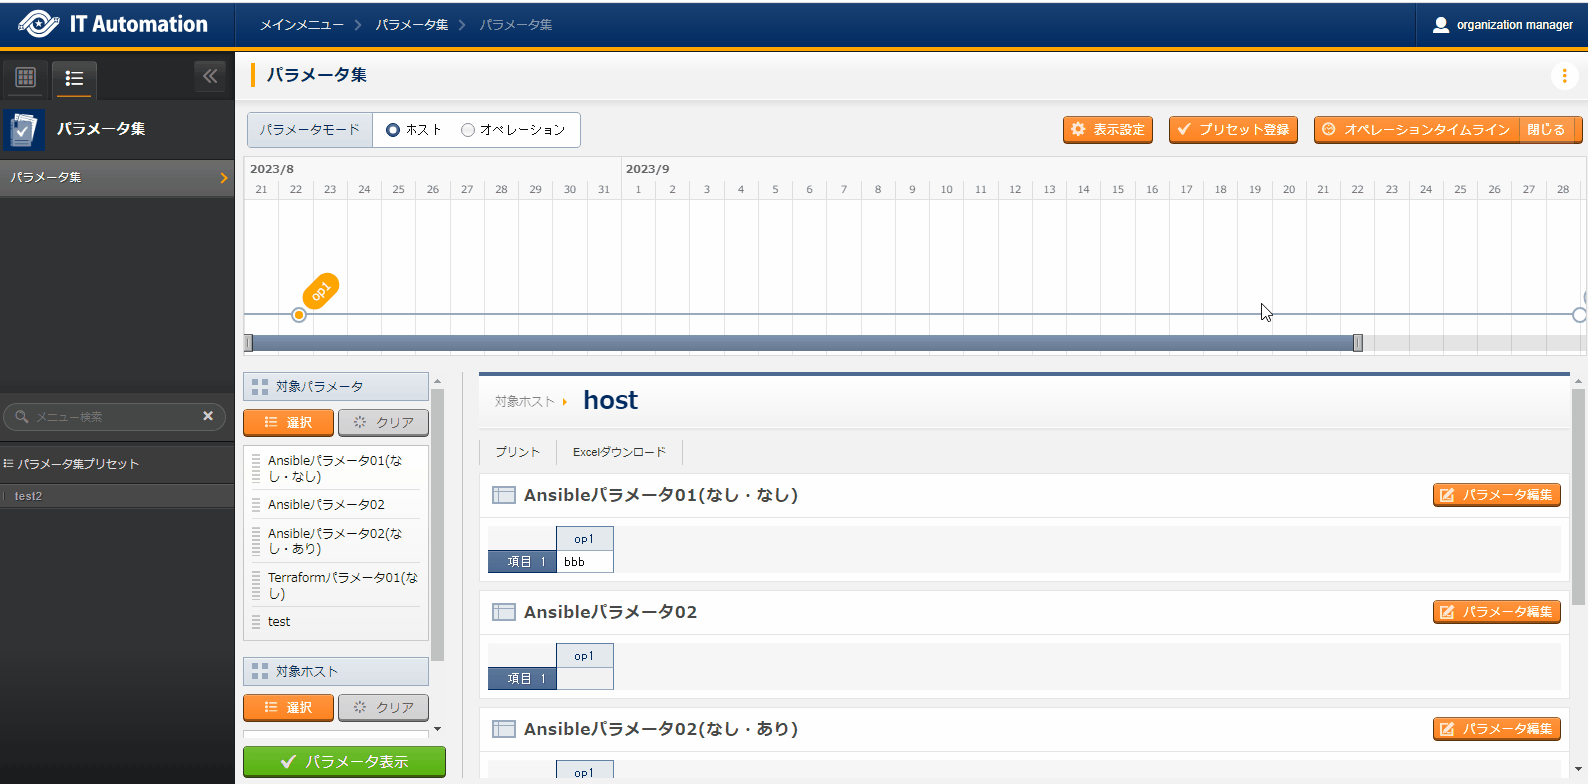 IT Automation
メインメニュー
パラメータ集
パラメータ集
organization manager
パラメータ集
パラメータ集
メニュー検索
パラメータ集プリセット
test2
パラメータ集
パラメータモード
ホスト
オペレーション
表示設定
プリセット登録
オペレーションタイムライン
閉じる
2023/8
2023/9
21 22 23 24 25 26 27 28 29 30 31 1 2 3 4 5 6 7 8 9 10 11 12 13 14 15 16 17 18 19 20 21 22 23 24 25 26 27 28
op1
対象パラメータ
選択
クリア
Ansibleパラメータ01(な
し・なし)
Ansibleパラメータ02
Ansibleパラメータ02(な
し・あり)
Terraformパラメータ01(な
し)
test
対象ホスト
選択
クリア
パラメータ表示
対象ホスト
host
プリント
Excelダウンロード
Ansibleパラメータ01(なし・なし)
パラメータ編集
op1
項目 1
bbb
Ansibleパラメータ02
パラメータ編集
op1
項目 1
Ansibleパラメータ02(なし・あり)
パラメータ編集
op1